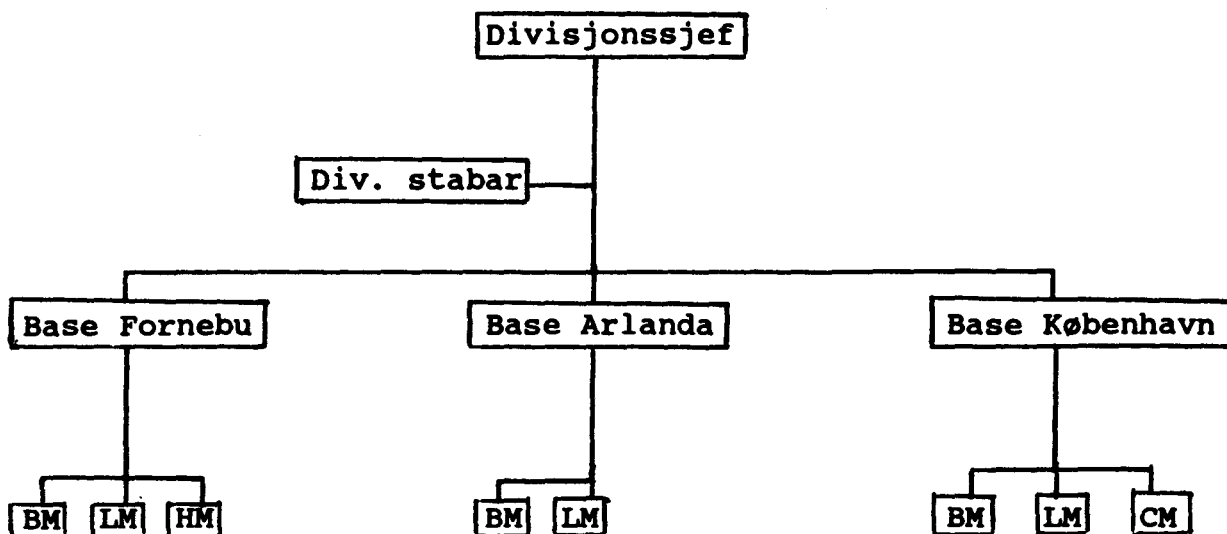 Divisjonssjef
Div. stabar
Base Fornebu
Base Arlanda
Base København
BM LM HM
BM LM
BM LM CM